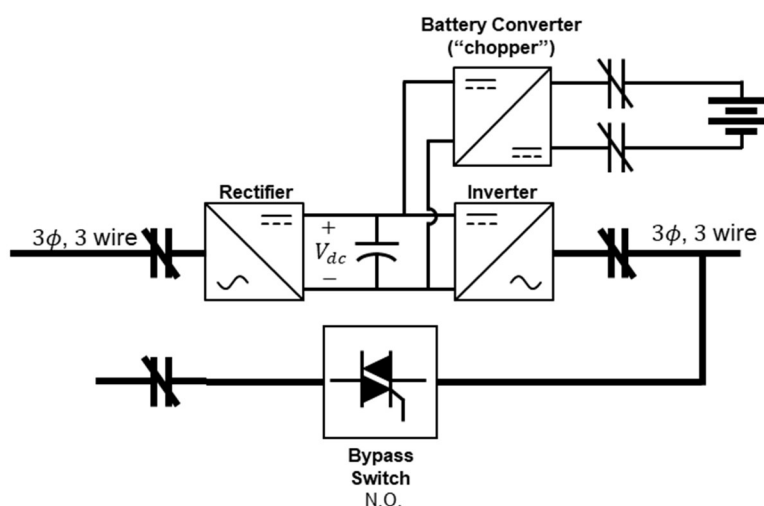 Battery Converter
(“chopper”)
Rectifier
Inverter
3ϕ, 3 wire
+
V_dc
−
3ϕ, 3 wire
Bypass
Switch
N.O.